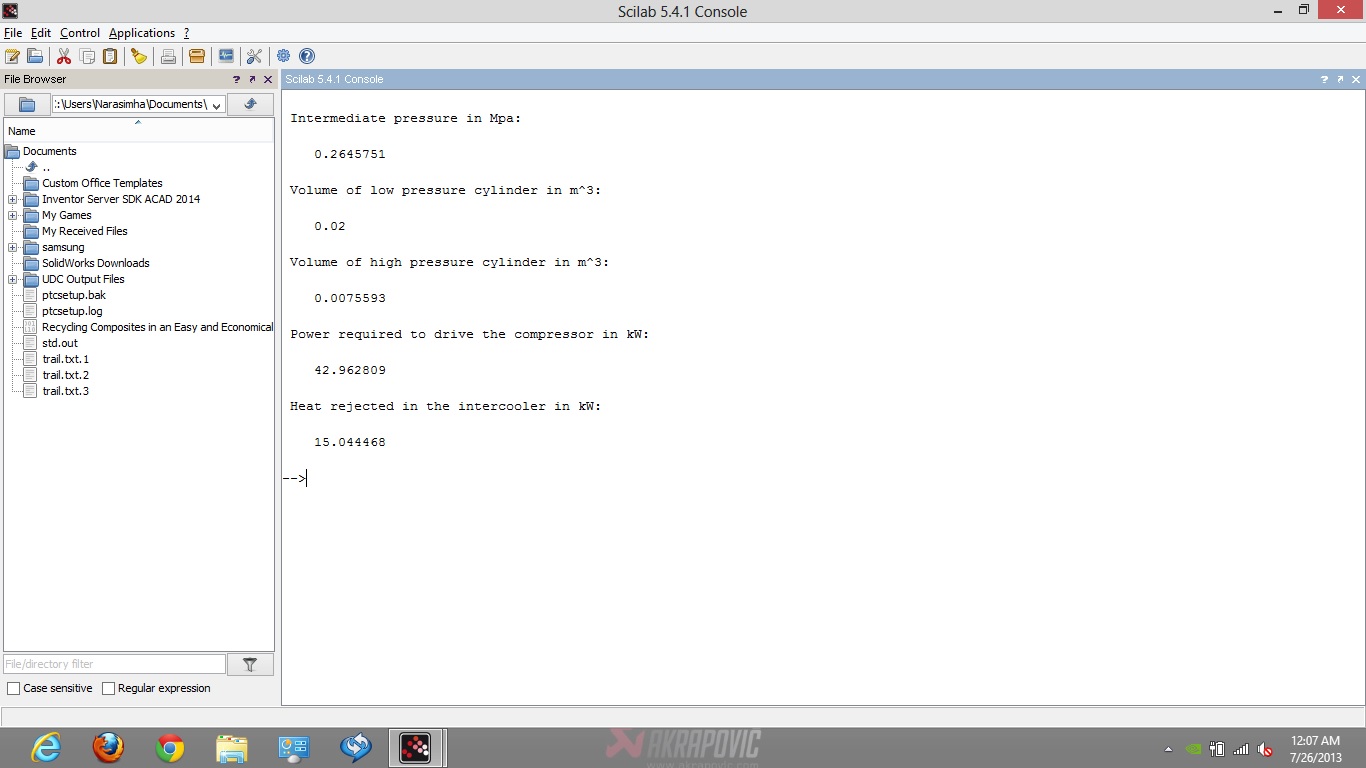 Scilab 5.4.1 Console
File Edit Control Applications ?
File Browser ? 
Scilab 5.4.1 Console ?
:\Users\Narasimha\Documents\
Name
Documents
..
Custom Office Templates
Inventor Server SDK ACAD 2014
My Games
My Received Files
samsung
SolidWorks Downloads
UDC Output Files
ptcsetup.bak
ptcsetup.log
Recycling Composites in an Easy and Economical
std.out
trail.txt.1
trail.txt.2
trail.txt.3
File/directory filter
Case sensitive Regular expression
Intermediate pressure in Mpa:
0.2645751
Volume of low pressure cylinder in m^3:
0.02
Volume of high pressure cylinder in m^3:
0.0075593
Power required to drive the compressor in kW:
42.962809
Heat rejected in the intercooler in kW:
15.044468
-->
AKRAPOVIC
www.akrapovic.com
12:07 AM
7/26/2013